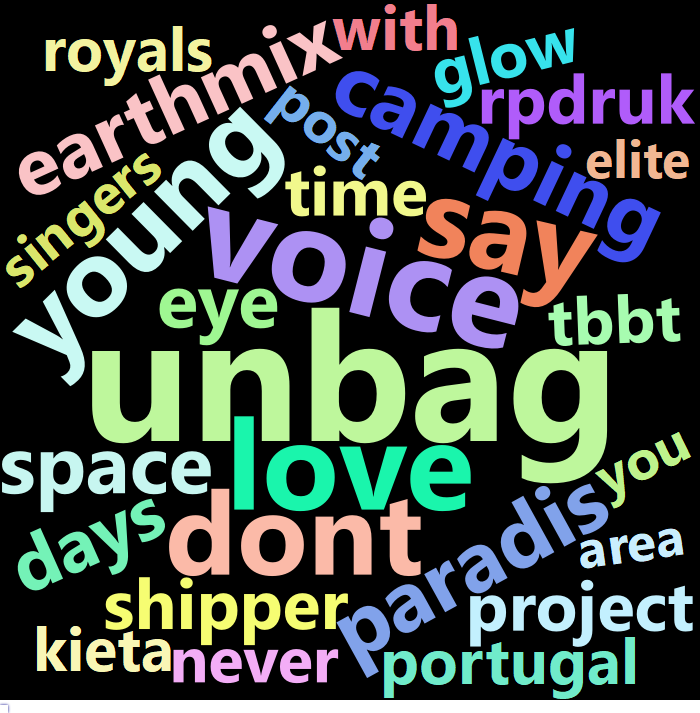 royals
earthmix
with
glow
camping
rpdruk
post
elite
singers
young
time
say
voice
eye
tbbt
unbag
love
space
you
days
dont
paradis
area
shipper
project
kieta
never
portugal